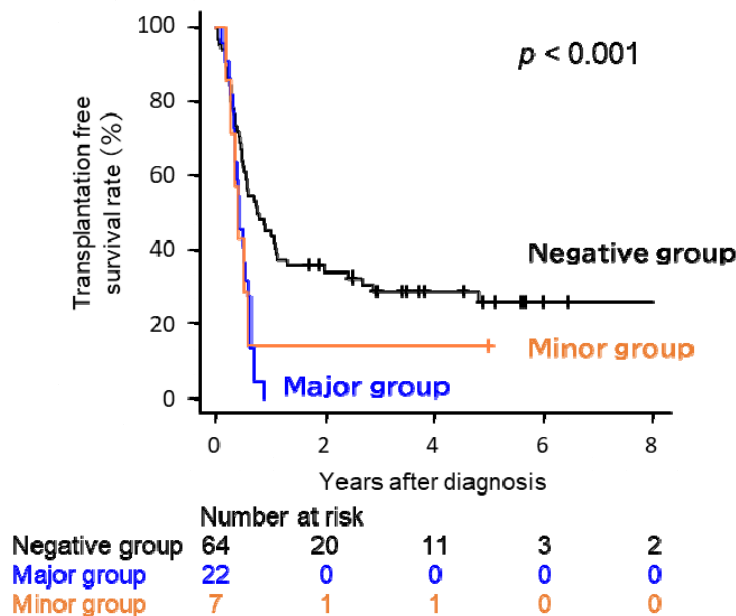 100
80
60
40
20
0
Transplantation free
survival rate (%)
p < 0.001
Negative group
Minor group
Major group
0 2 4 6 8
Years after diagnosis
Number at risk
Negative group 64 20 11 3 2
Major group 22 0 0 0 0
Minor group 7 1 1 0 0